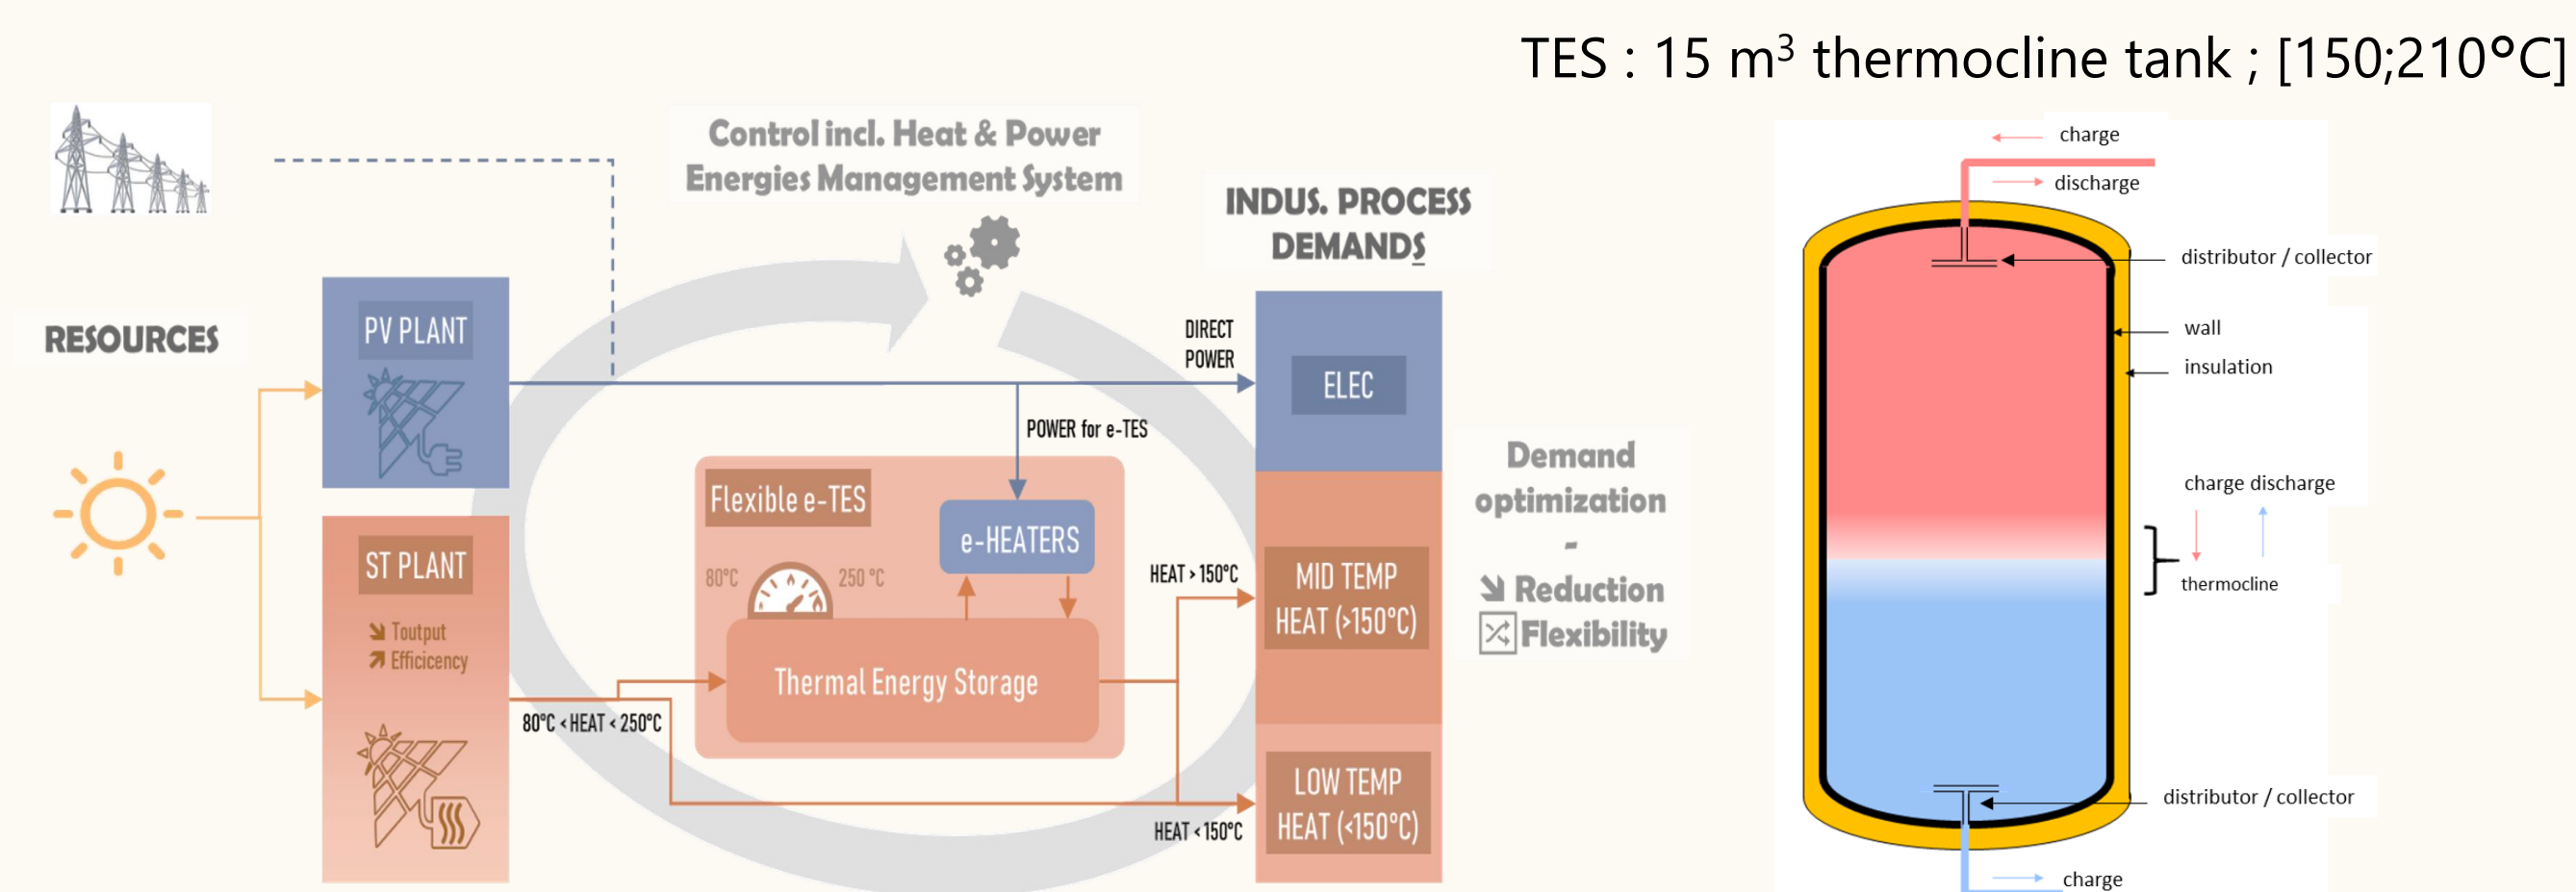 TES : 15 m³ thermocline tank ; [150;210°C]
Control incl. Heat & Power
Energies Management System
RESOURCES
PV PLANT
ST PLANT
Toutput
Efficicency
80°C < HEAT < 250°C
Flexible e-TES
80°C
250 °C
POWER for e-TES
e-HEATERS
Thermal Energy Storage
DIRECT
POWER
HEAT > 150°C
HEAT < 150°C
INDUS. PROCESS
DEMANDS
ELEC
MID TEMP
HEAT (>150°C)
LOW TEMP
HEAT (<150°C)
Demand
optimization
-
Reduction
Flexibility
charge
discharge
distributor / collector
wall
insulation
charge discharge
thermocline
distributor / collector
charge